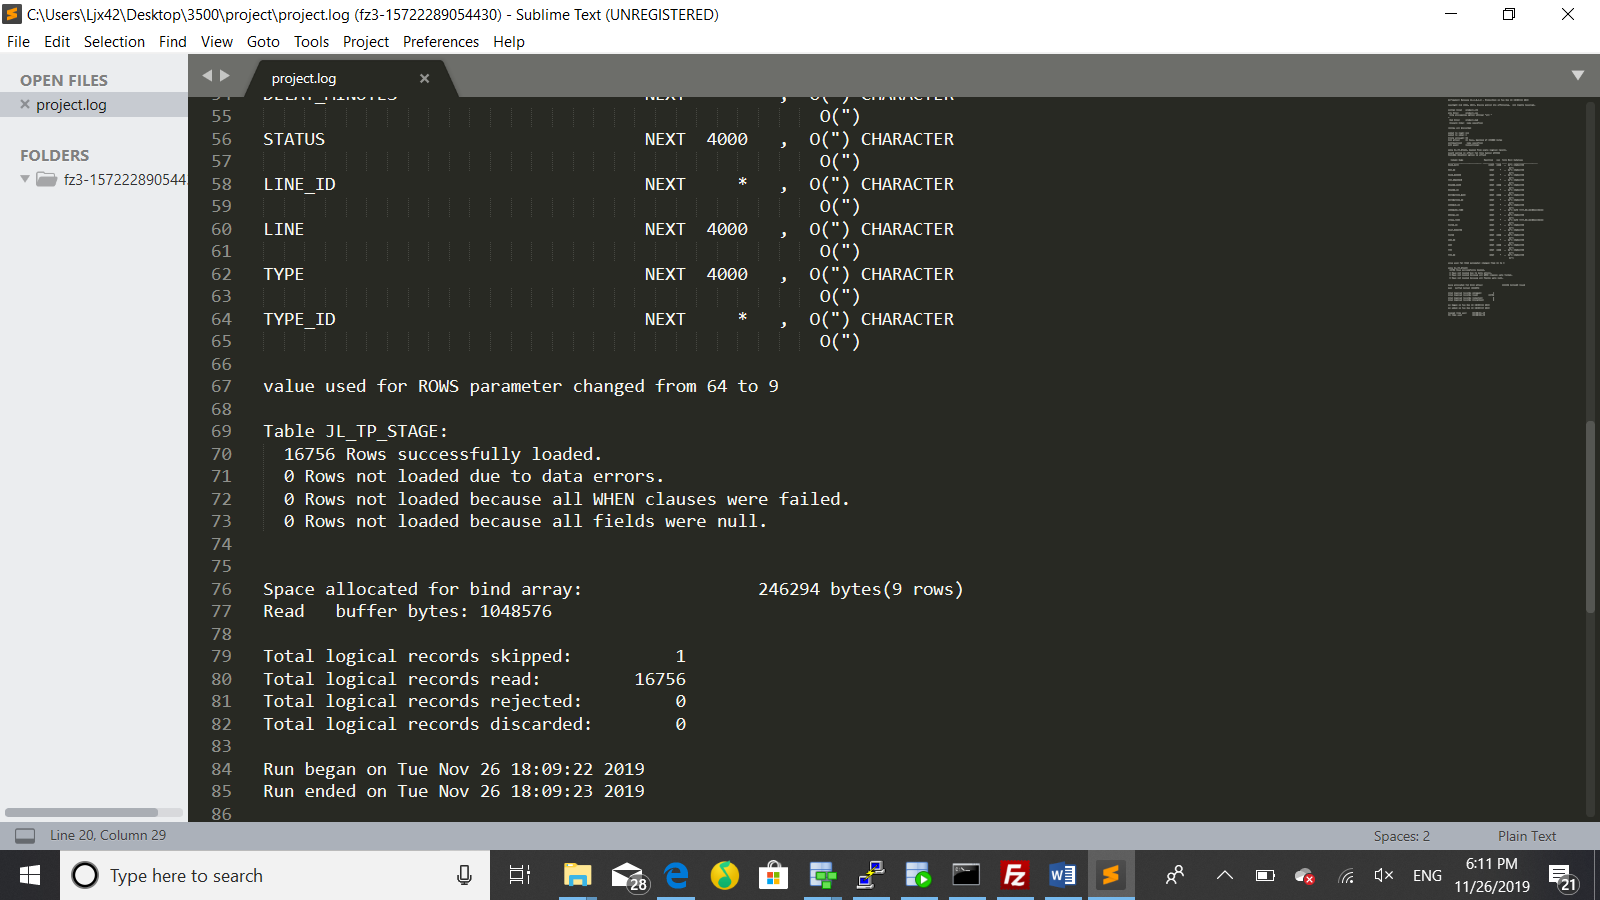 C:\Users\Ljx42\Desktop\3500\project\project.log (fz3-15722289054430) - Sublime Text (UNREGISTERED)
File Edit Selection Find View Goto Tools Project Preferences Help
OPEN FILES
project.log
FOLDERS
fz3-157222890544
project.log
54 DELAY_MINUTES NEXT * , O(") CHARACTER
55 O(")
56 STATUS NEXT 4000 , O(") CHARACTER
57 O(")
58 LINE_ID NEXT * , O(") CHARACTER
59 O(")
60 LINE NEXT 4000 , O(") CHARACTER
61 O(")
62 TYPE NEXT 4000 , O(") CHARACTER
63 O(")
64 TYPE_ID NEXT * , O(") CHARACTER
65 O(")
66
67 value used for ROWS parameter changed from 64 to 9
68
69 Table JL_TP_STAGE:
70 16756 Rows successfully loaded.
71 0 Rows not loaded due to data errors.
72 0 Rows not loaded because all WHEN clauses were failed.
73 0 Rows not loaded because all fields were null.
74
75
76 Space allocated for bind array: 246294 bytes(9 rows)
77 Read buffer bytes: 1048576
78
79 Total logical records skipped: 1
80 Total logical records read: 16756
81 Total logical records rejected: 0
82 Total logical records discarded: 0
83
84 Run began on Tue Nov 26 18:09:22 2019
85 Run ended on Tue Nov 26 18:09:23 2019
86
Line 20, Column 29 Spaces: 2 Plain Text
Type here to search 28 ENG 6:11 PM
11/26/2019 21